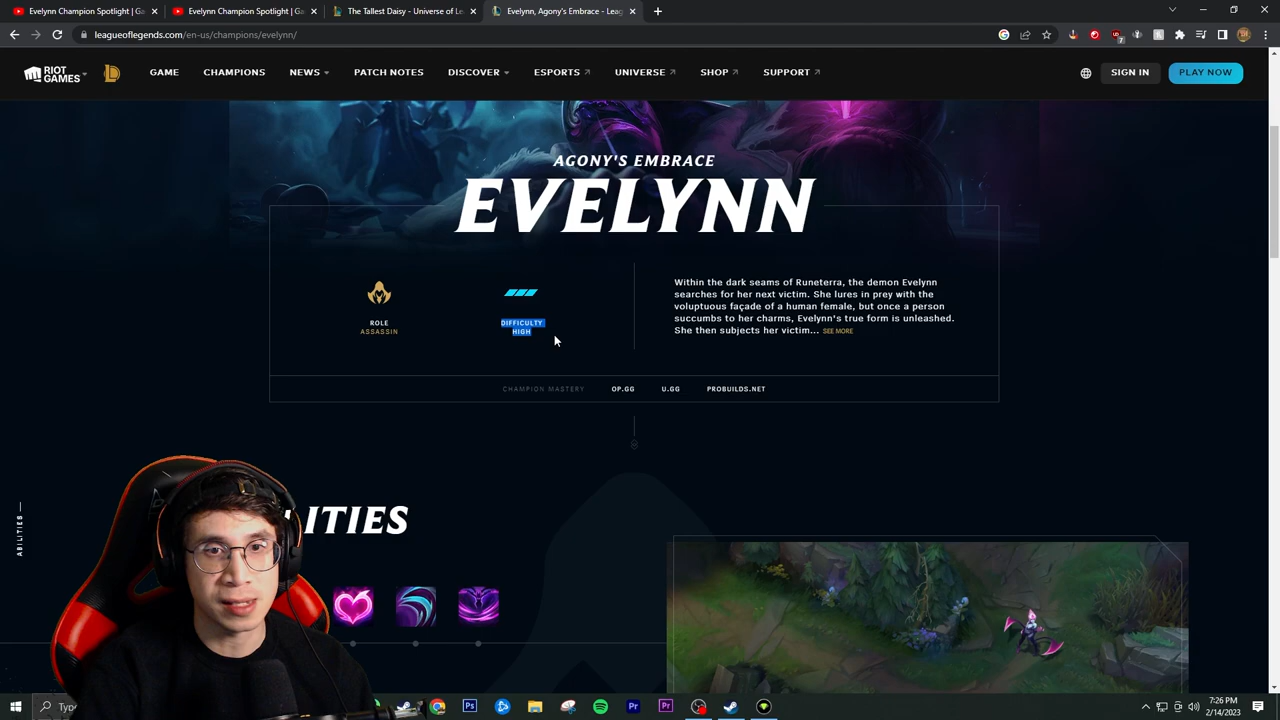 Evelynn Champion Spotlight | Ga
Evelynn Champion Spotlight | Ga
The Tallest Daisy - Universe of Le
Evelynn, Agony's Embrace - Leag
leagueoflegends.com/en-us/champions/evelynn/
RIOT GAMES
GAME
CHAMPIONS
NEWS
PATCH NOTES
DISCOVER
ESPORTS
UNIVERSE
SHOP
SUPPORT
SIGN IN
PLAY NOW
AGONY'S EMBRACE
EVELYNN
ROLE
ASSASSIN
DIFFICULTY
HIGH
Within the dark seams of Runeterra, the demon Evelynn
searches for her next victim. She lures in prey with the
voluptuous façade of a human female, but once a person
succumbs to her charms, Evelynn's true form is unleashed.
She then subjects her victim... SEE MORE
CHAMPION MASTERY
OP.GG
U.GG
PROBUILDS.NET
ABILITIES
LITIES
Typ
7:26 PM
2/14/2023